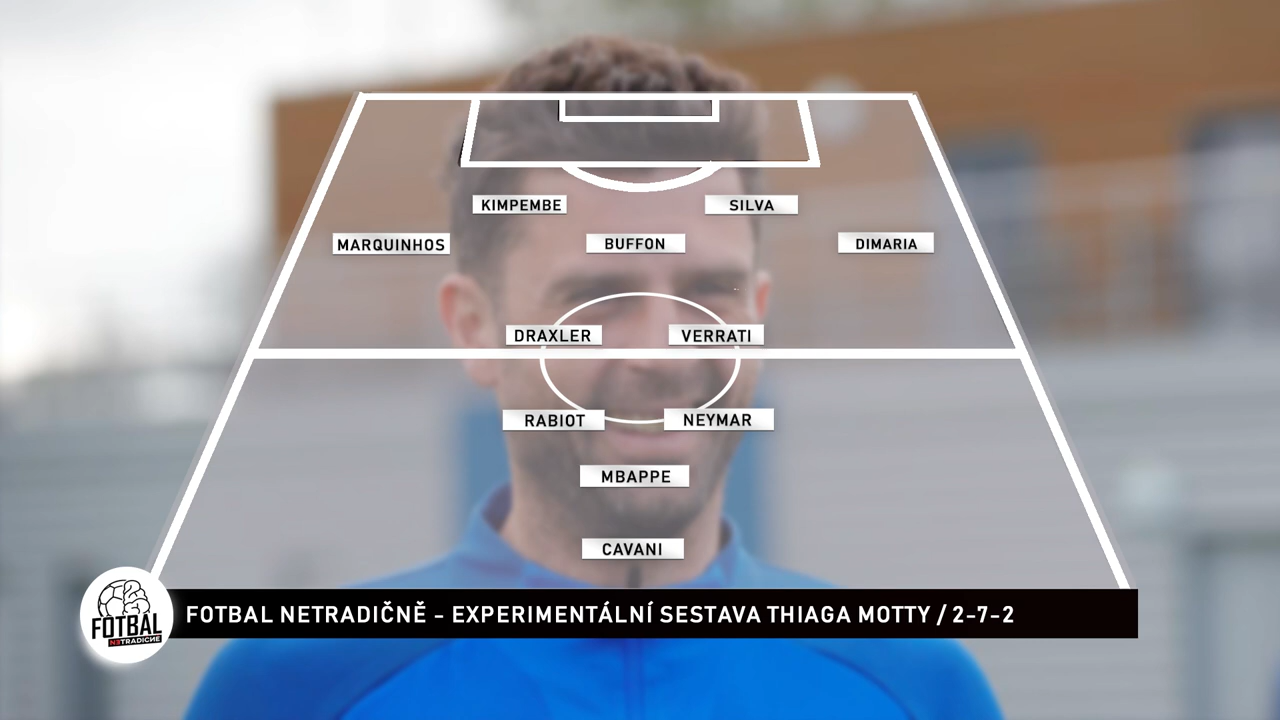 KIMPEMBE SILVA
MARQUINHOS BUFFON DIMARIA
DRAXLER VERRATI
RABIOT NEYMAR
MBAPPE
CAVANI
FOTBAL NETRADIČNĚ - EXPERIMENTÁLNÍ SESTAVA THIAGA MOTTY / 2-7-2
FOTBAL
NETRADIČNĚ